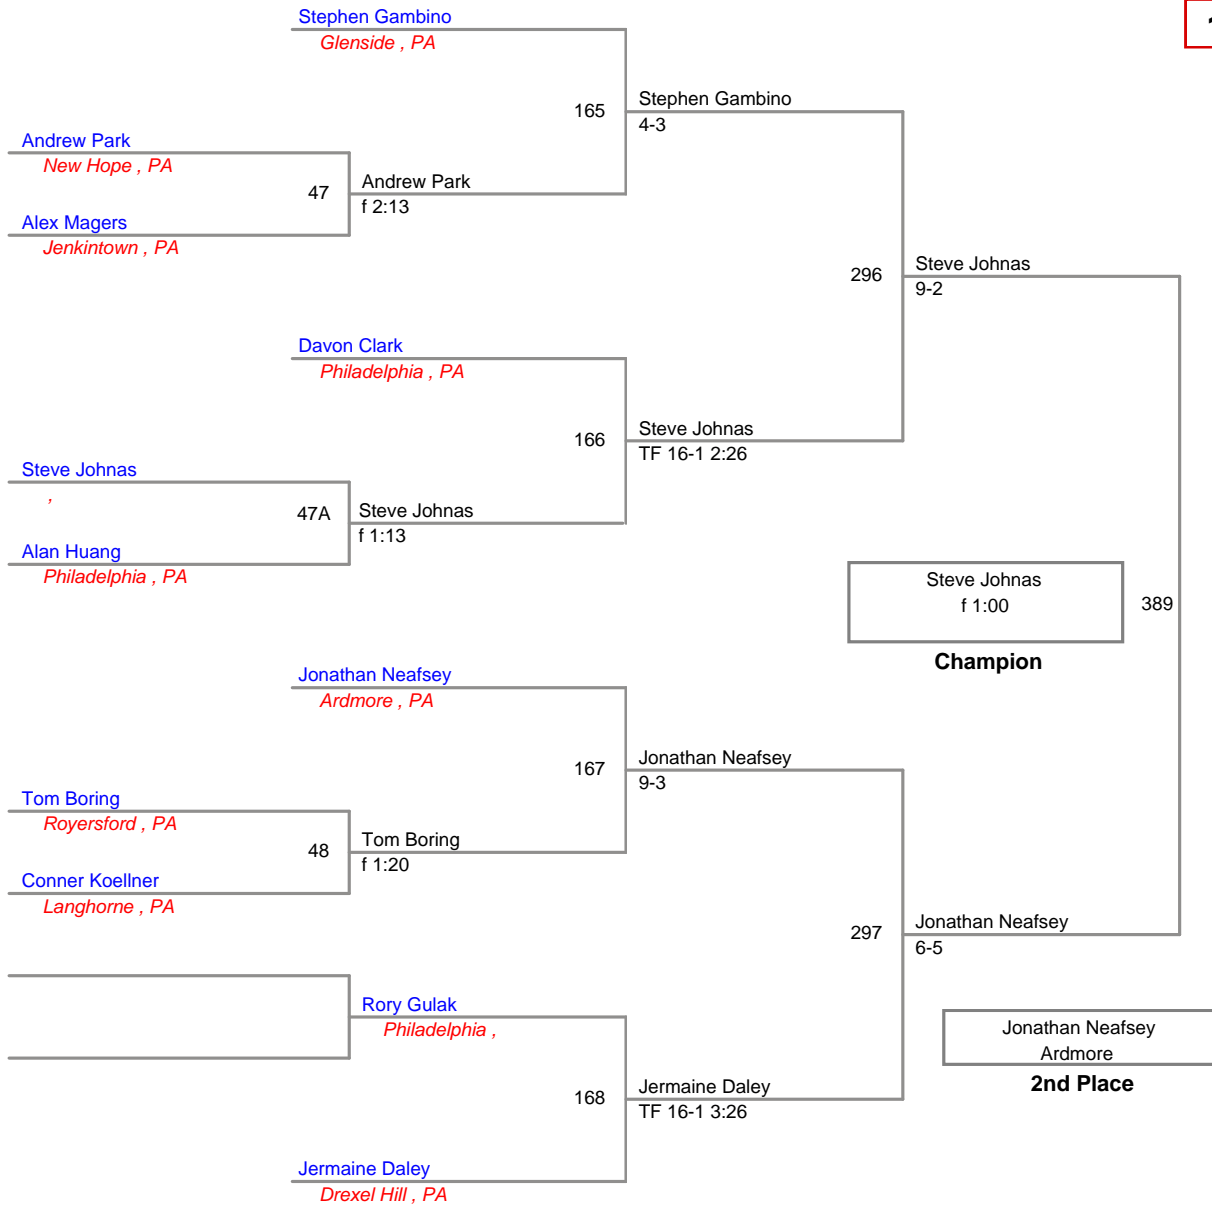 Stephen Gambino
Glenside , PA
165
Stephen Gambino
4-3
Andrew Park
New Hope , PA
47
Andrew Park
f 2:13
Alex Magers
Jenkintown , PA
296
Steve Johnas
9-2
Davon Clark
Philadelphia , PA
166
Steve Johnas
TF 16-1 2:26
Steve Johnas
,
47A
Steve Johnas
f 1:13
Alan Huang
Philadelphia , PA
Steve Johnas
f 1:00
389
Champion
Jonathan Neafsey
Ardmore , PA
167
Jonathan Neafsey
9-3
Tom Boring
Royersford , PA
48
Tom Boring
f 1:20
Conner Koellner
Langhorne , PA
297
Jonathan Neafsey
6-5
Rory Gulak
Philadelphia ,
Jonathan Neafsey
Ardmore
2nd Place
168
Jermaine Daley
TF 16-1 3:26
Jermaine Daley
Drexel Hill , PA